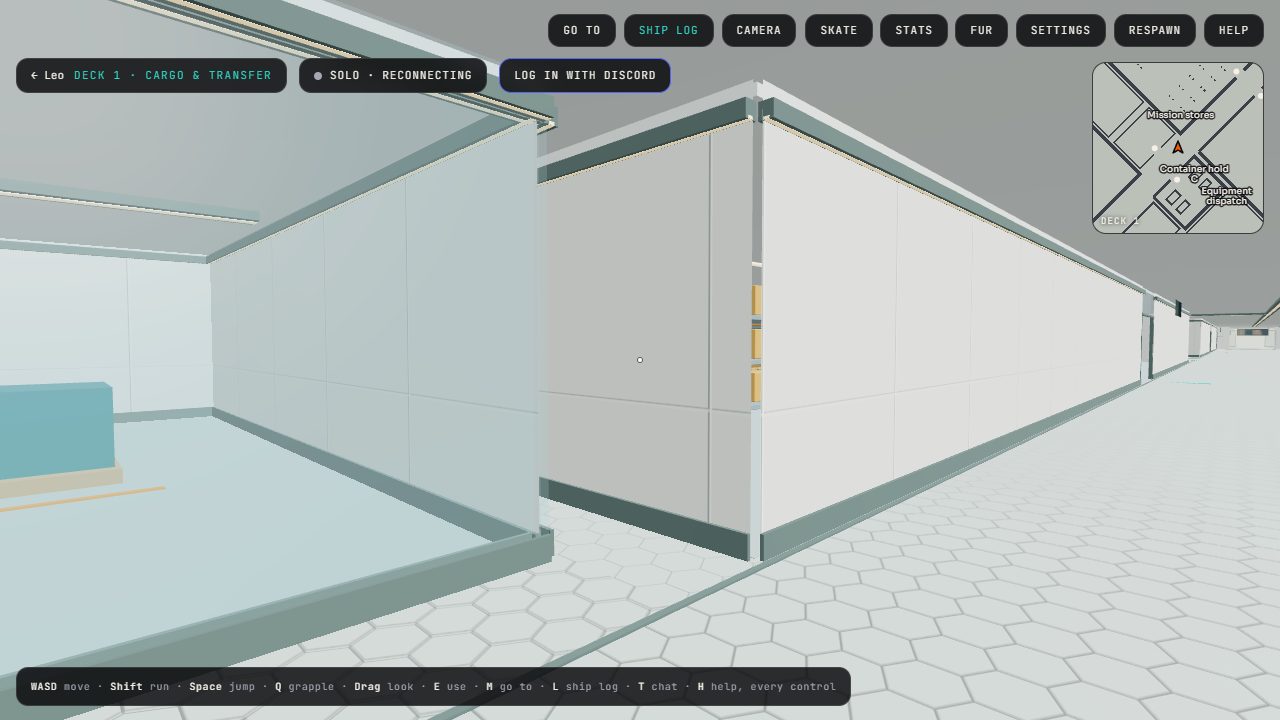 GO TO
SHIP LOG
CAMERA
SKATE
STATS
FUR
SETTINGS
RESPAWN
HELP
← Leo DECK 1 · CARGO & TRANSFER
SOLO · RECONNECTING
LOG IN WITH DISCORD
Mission stores
Container hold
C
Equipment
dispatch
DECK 1
WASD move · Shift run · Space jump · Q grapple · Drag look · E use · M go to · L ship log · T chat · H help, every control